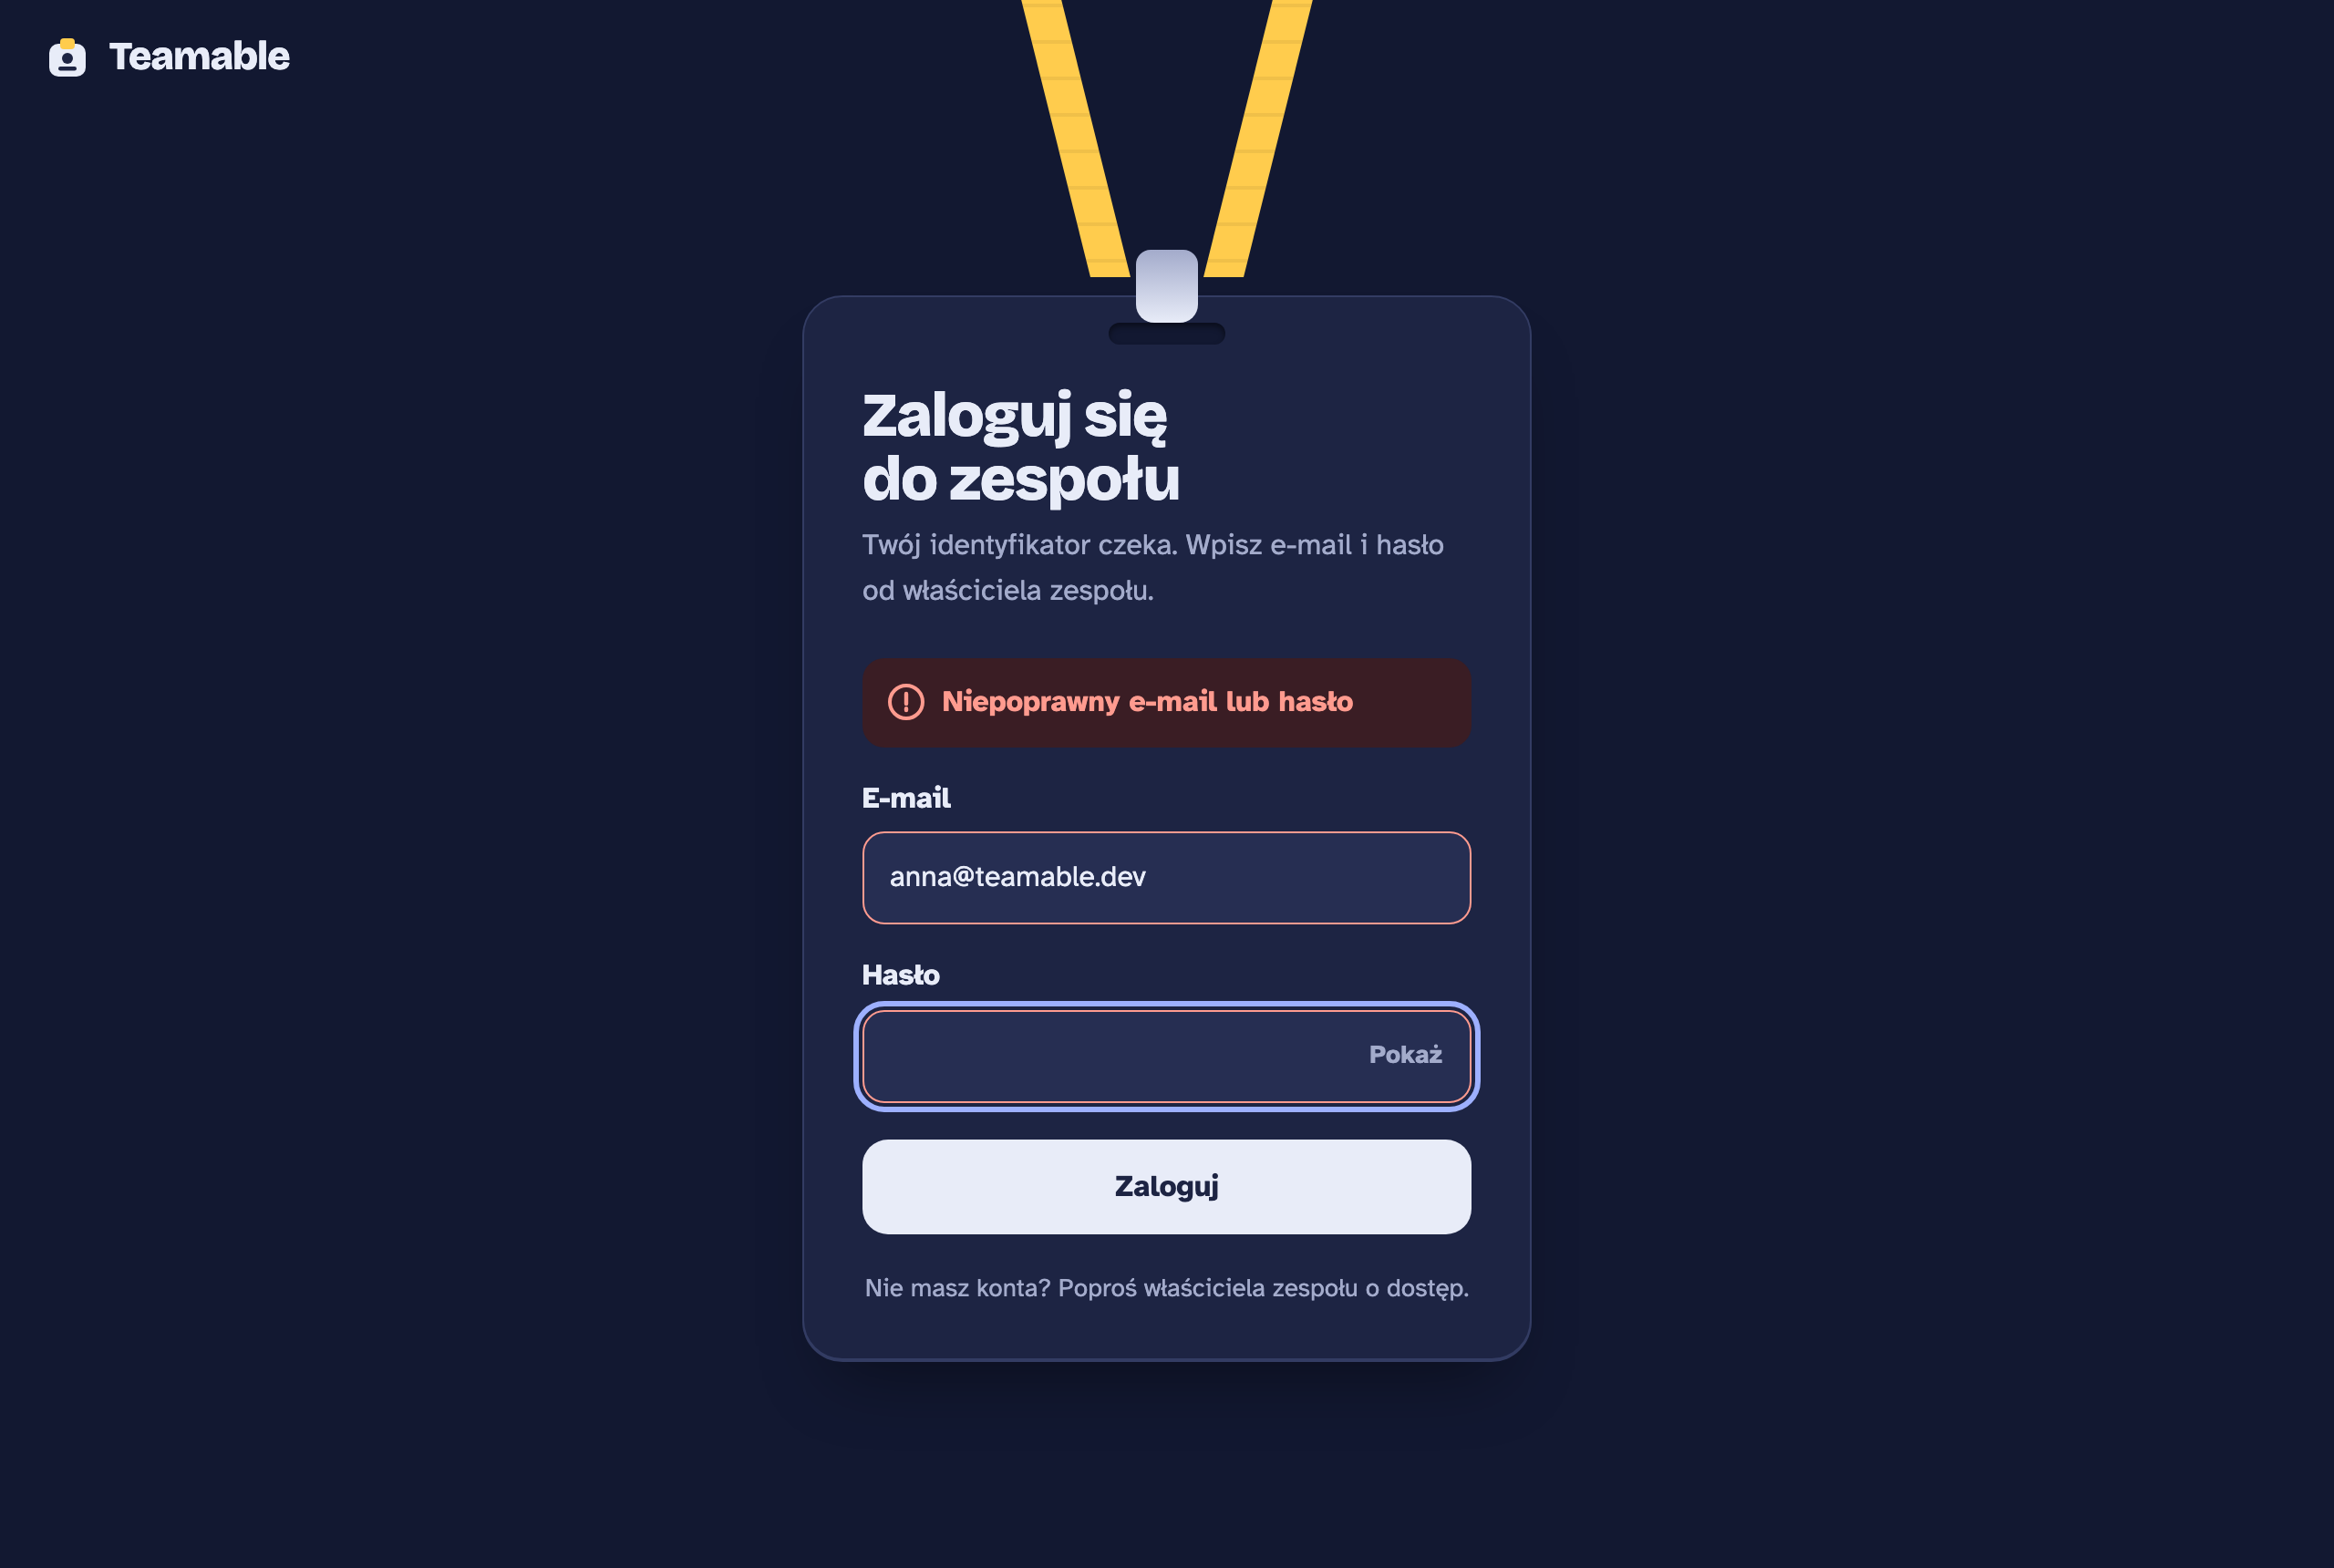 Teamable
Zaloguj się
do zespołu
Twój identyfikator czeka. Wpisz e-mail i hasło
od właściciela zespołu.
Niepoprawny e-mail lub hasło
E-mail
anna@teamable.dev
Hasło
Pokaż
Zaloguj
Nie masz konta? Poproś właściciela zespołu o dostęp.